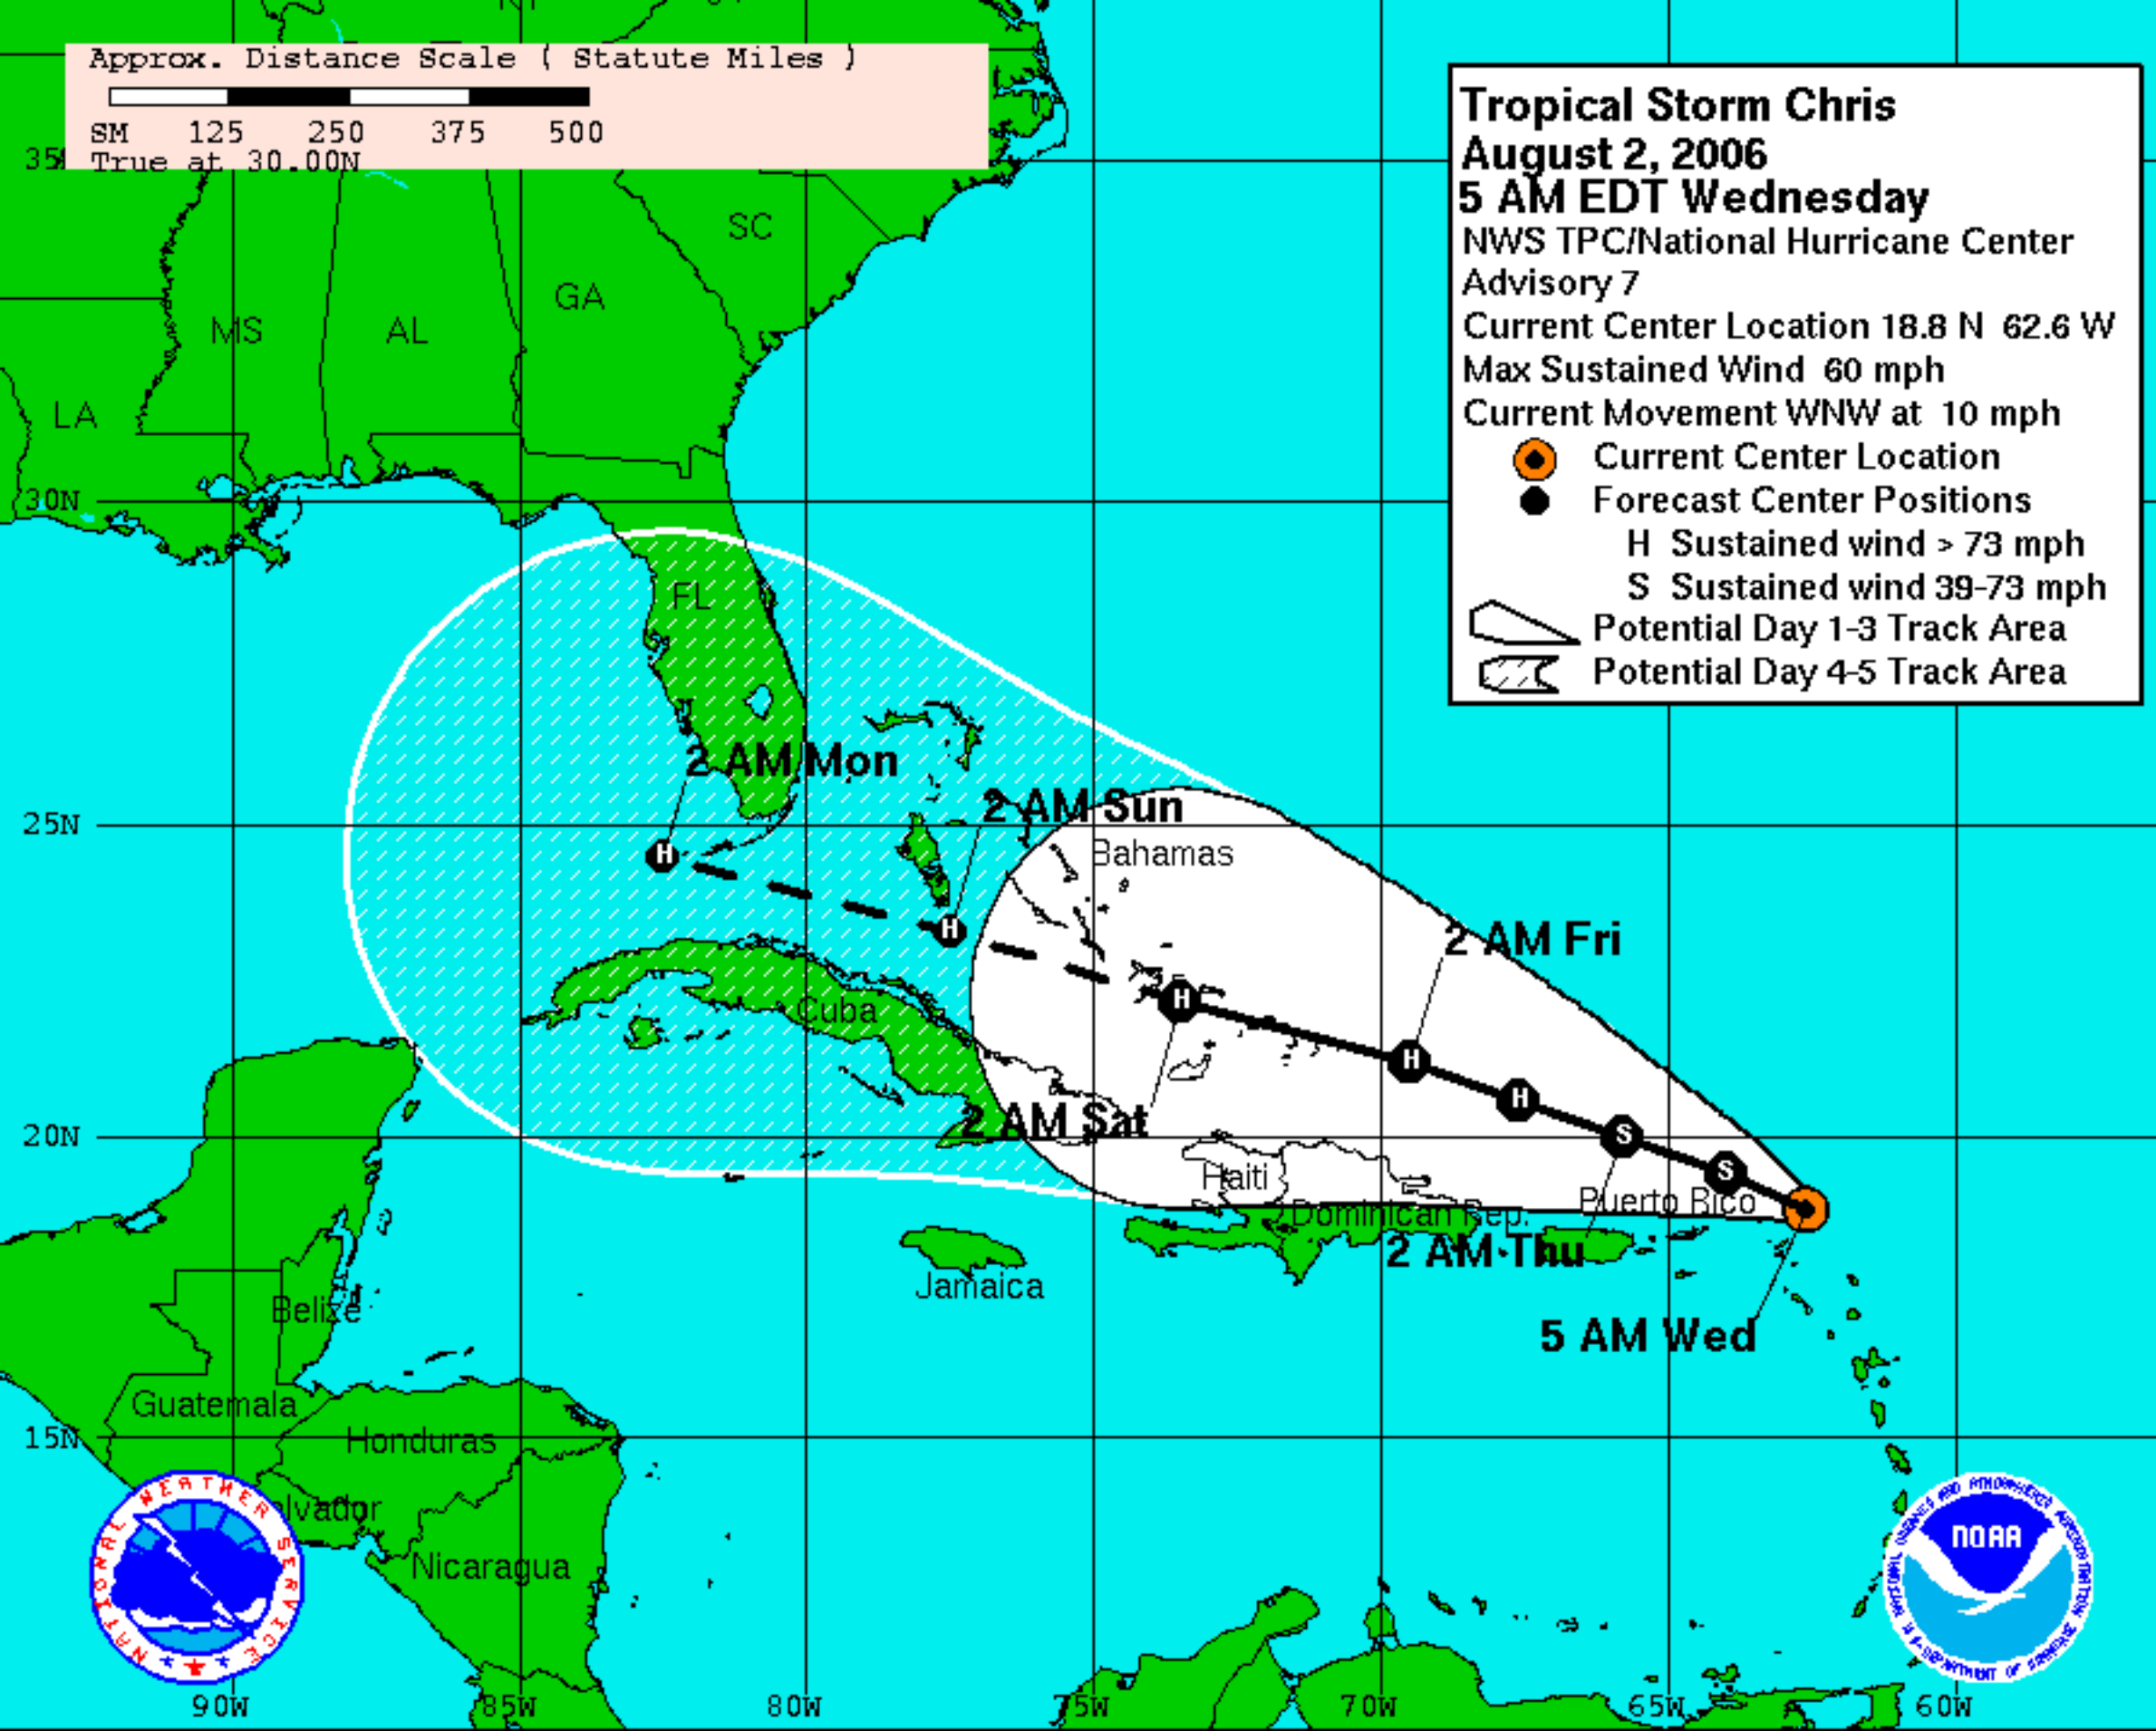 Approx. Distance Scale ( Statute Miles )
SM 125 250 375 500
True at 30.00N
Tropical Storm Chris
August 2, 2006
5 AM EDT Wednesday
NWS TPC/National Hurricane Center
Advisory 7
Current Center Location 18.8 N 62.6 W
Max Sustained Wind 60 mph
Current Movement WNW at 10 mph
Current Center Location
Forecast Center Positions
H Sustained wind > 73 mph
S Sustained wind 39-73 mph
Potential Day 1-3 Track Area
Potential Day 4-5 Track Area
SC
GA
MS
AL
LA
30N
FL
2 AM Mon
2 AM Sun
25N
Bahamas
H
H
2 AM Fri
H
Cuba
H
H
2 AM Sat
20N
S
S
Haiti
Puerto Rico
Dominican Rep.
2 AM Thu
Jamaica
Belize
5 AM Wed
Guatemala
15N
Honduras
lvador
Nicaragua
NATIONAL WEATHER SERVICE
NOAA
90W 85W 80W 75W 70W 65W 60W